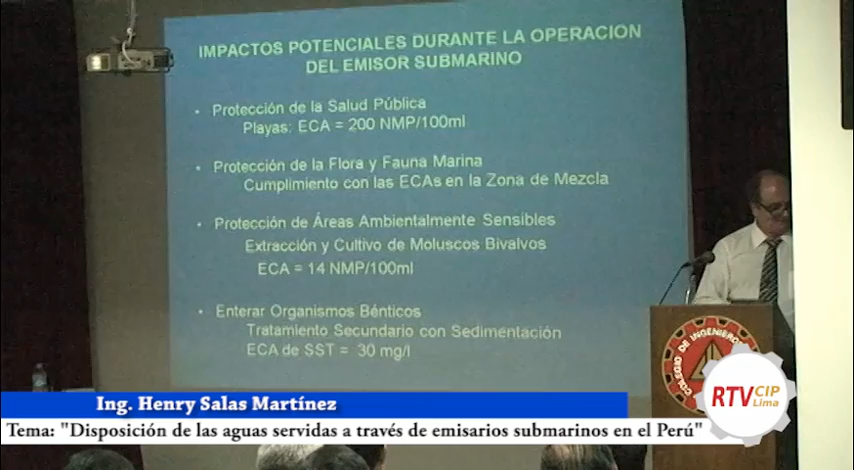 IMPACTOS POTENCIALES DURANTE LA OPERACION
DEL EMISOR SUBMARINO
• Protección de la Salud Pública
Playas: ECA = 200 NMP/100ml
• Protección de la Flora y Fauna Marina
Cumplimiento con las ECAs en la Zona de Mezcla
• Protección de Áreas Ambientalmente Sensibles
Extracción y Cultivo de Moluscos Bivalvos
ECA = 14 NMP/100ml
• Enterar Organismos Bénticos
Tratamiento Secundario con Sedimentación
ECA de SST = 30 mg/l
COLEGIO DE INGENIEROS
RTV CIP
Lima
Ing. Henry Salas Martínez
Tema: "Disposición de las aguas servidas a través de emisarios submarinos en el Perú"